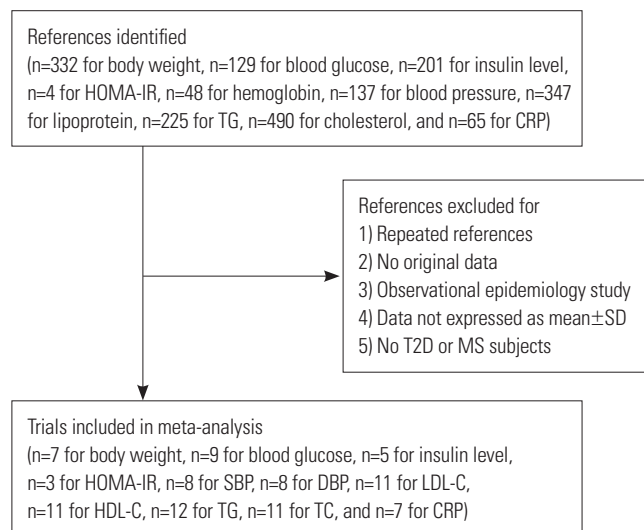 References identified
(n=332 for body weight, n=129 for blood glucose, n=201 for insulin level,
n=4 for HOMA-IR, n=48 for hemoglobin, n=137 for blood pressure, n=347
for lipoprotein, n=225 for TG, n=490 for cholesterol, and n=65 for CRP)
References excluded for
1) Repeated references
2) No original data
3) Observational epidemiology study
4) Data not expressed as mean±SD
5) No T2D or MS subjects
Trials included in meta-analysis
(n=7 for body weight, n=9 for blood glucose, n=5 for insulin level,
n=3 for HOMA-IR, n=8 for SBP, n=8 for DBP, n=11 for LDL-C,
n=11 for HDL-C, n=12 for TG, n=11 for TC, and n=7 for CRP)